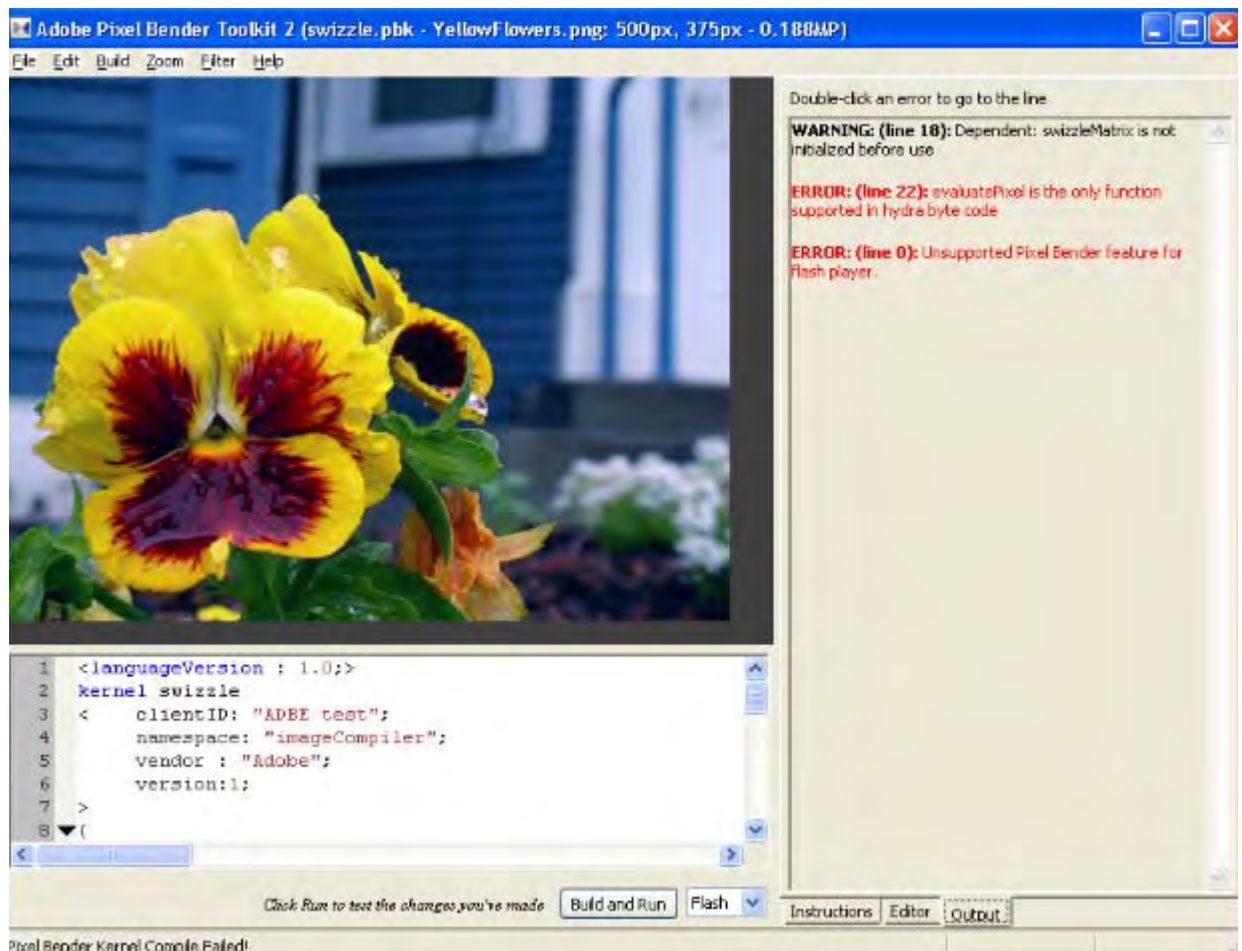 Adobe Pixel Bender Toolkit 2 (swizzle.pbk - YellowFlowers.png: 500px, 375px - 0.188MP)
File Edit Build Zoom Filter Help
Double-click an error to go to the line
WARNING: (line 18): Dependent: swizzleMatrix is not
initialized before use
ERROR: (line 22): evaluatePixel is the only function
supported in hydra byte code
ERROR: (line 0): Unsupported Pixel Bender feature for
flash player.
1 <languageVersion : 1.0;>
2 kernel swizzle
3 < clientID: "ADBE test";
4 namespace: "imageCompiler";
5 vendor : "Adobe";
6 version:1;
7 >
8 {
Click Run to test the changes you've made Build and Run Flash
Instructions Editor Output
Pixel Bender Kernel Compile Failed!